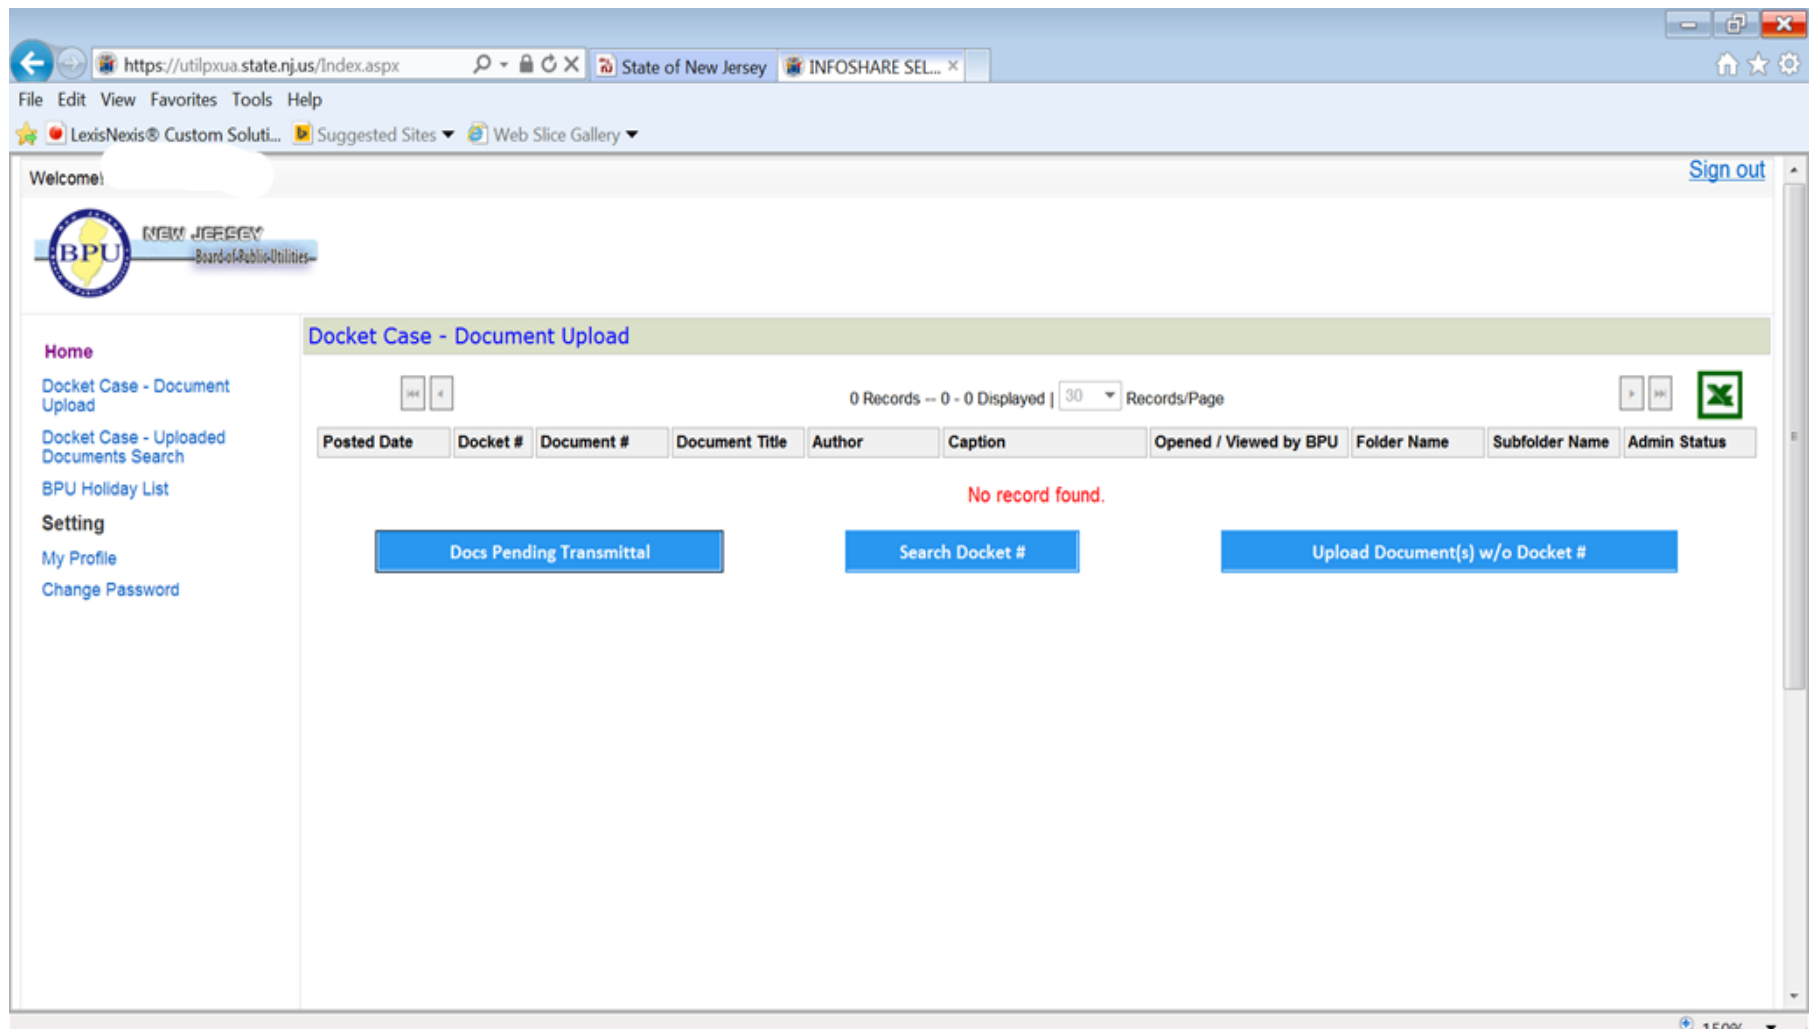 https://utilpxua.state.nj.us/Index.aspx
State of New Jersey
INFOSHARE SEL...
File Edit View Favorites Tools Help
LexisNexis® Custom Soluti...
Suggested Sites
Web Slice Gallery
Welcome!
Sign out
BPU
NEW JERSEY
Board of Public Utilities
Home
Docket Case - Document
Upload
Docket Case - Uploaded
Documents Search
BPU Holiday List
Setting
My Profile
Change Password
Docket Case - Document Upload
0 Records -- 0 - 0 Displayed | 30 Records/Page
Posted Date Docket # Document # Document Title Author Caption Opened / Viewed by BPU Folder Name Subfolder Name Admin Status
No record found.
Docs Pending Transmittal
Search Docket #
Upload Document(s) w/o Docket #
150%